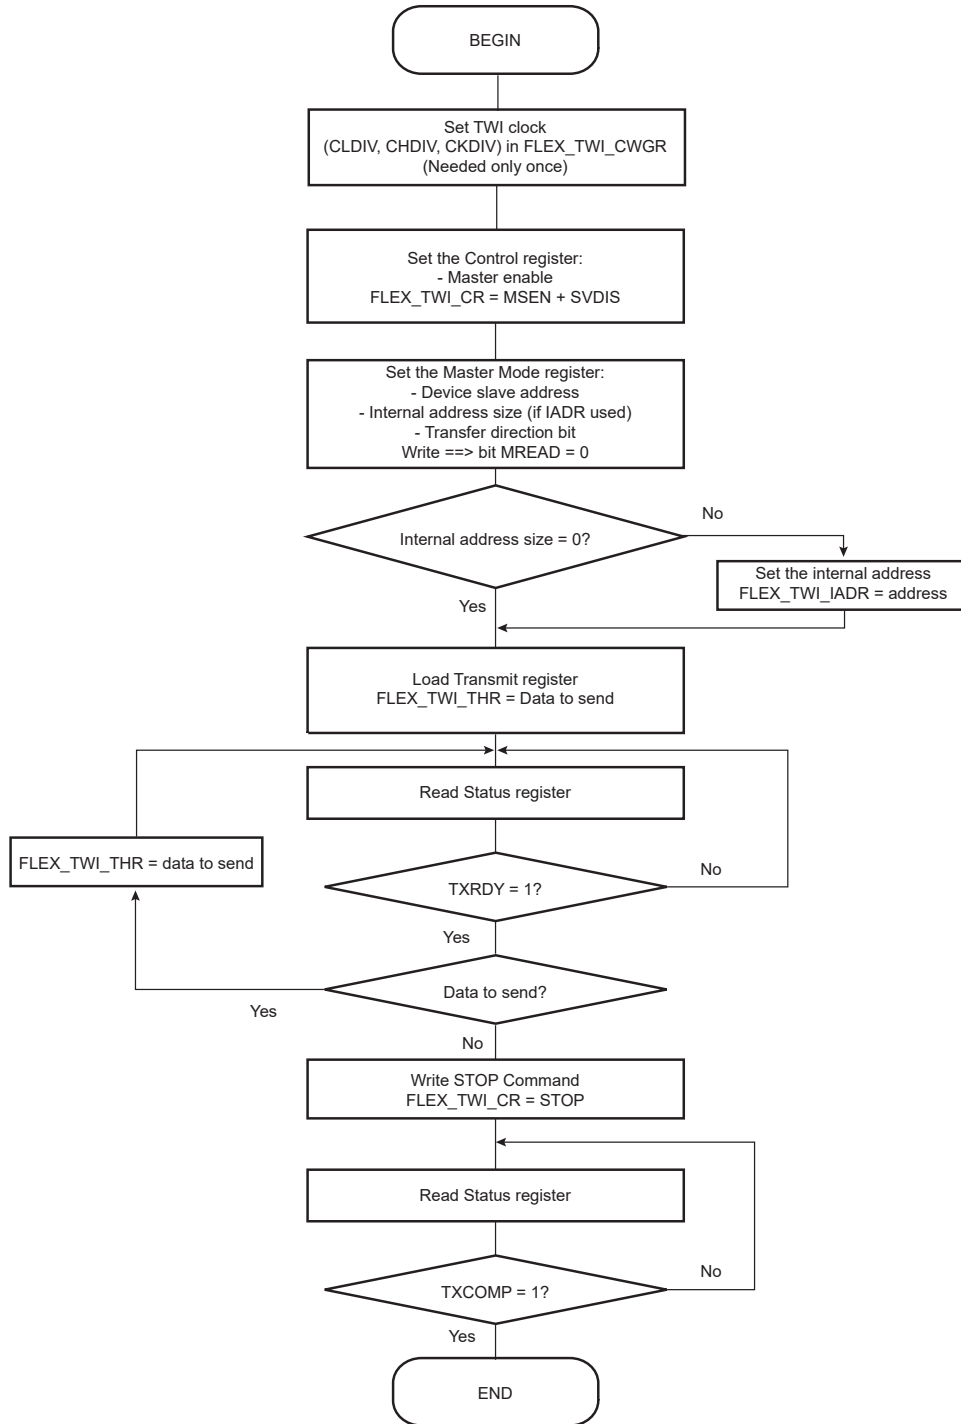 BEGIN
Set TWI clock
(CLDIV, CHDIV, CKDIV) in FLEX_TWI_CWGR
(Needed only once)
Set the Control register:
- Master enable
FLEX_TWI_CR = MSEN + SVDIS
Set the Master Mode register:
- Device slave address
- Internal address size (if IADR used)
- Transfer direction bit
Write ==> bit MREAD = 0
No
Internal address size = 0?
Set the internal address
FLEX_TWI_IADR = address
Yes
Load Transmit register
FLEX_TWI_THR = Data to send
Read Status register
FLEX_TWI_THR = data to send
No
TXRDY = 1?
Yes
Data to send?
Yes
No
Write STOP Command
FLEX_TWI_CR = STOP
Read Status register
No
TXCOMP = 1?
Yes
END